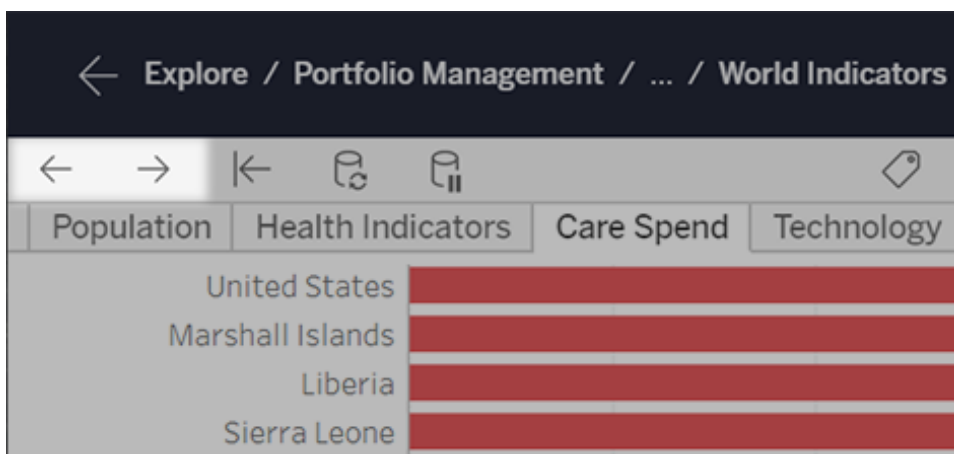 Explore / Portfolio Management / ... / World Indicators
Population Health Indicators Care Spend Technology
United States
Marshall Islands
Liberia
Sierra Leone